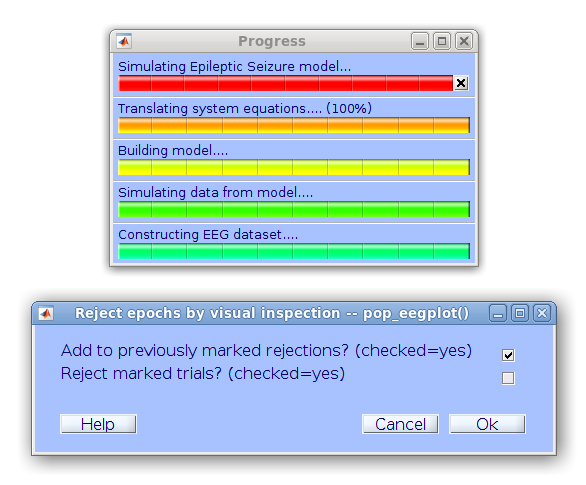 Progress
Simulating Epileptic Seizure model...
Translating system equations.... (100%)
Building model....
Simulating data from model....
Constructing EEG dataset....
Reject epochs by visual inspection -- pop_eegplot()
Add to previously marked rejections? (checked=yes)
Reject marked trials? (checked=yes)
Help Cancel Ok